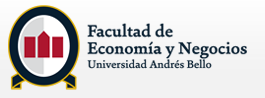 Facultad de
Economía y Negocios
Universidad Andrés Bello